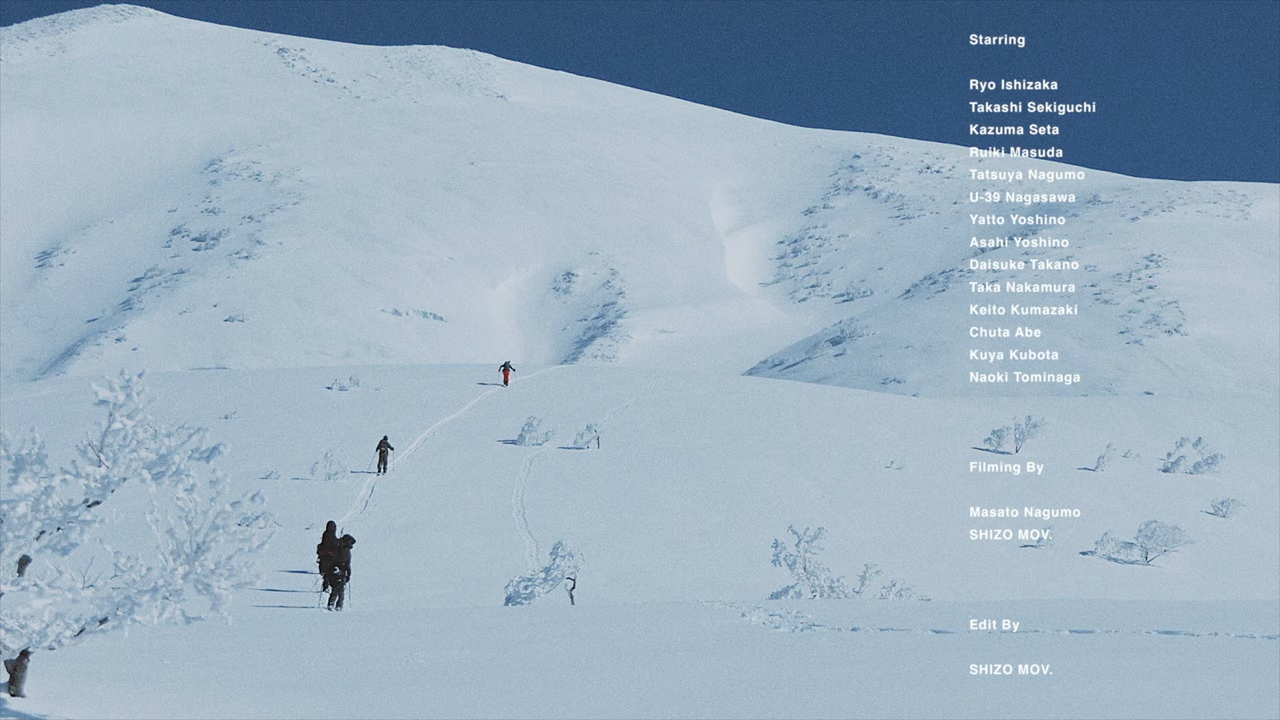 Starring
Ryo Ishizaka
Takashi Sekiguchi
Kazuma Seta
Ruiki Masuda
Tatsuya Nagumo
U-39 Nagasawa
Yatto Yoshino
Asahi Yoshino
Daisuke Takano
Taka Nakamura
Keito Kumazaki
Chuta Abe
Kuya Kubota
Naoki Tominaga
Filming By
Masato Nagumo
SHIZO MOV.
Edit By
SHIZO MOV.